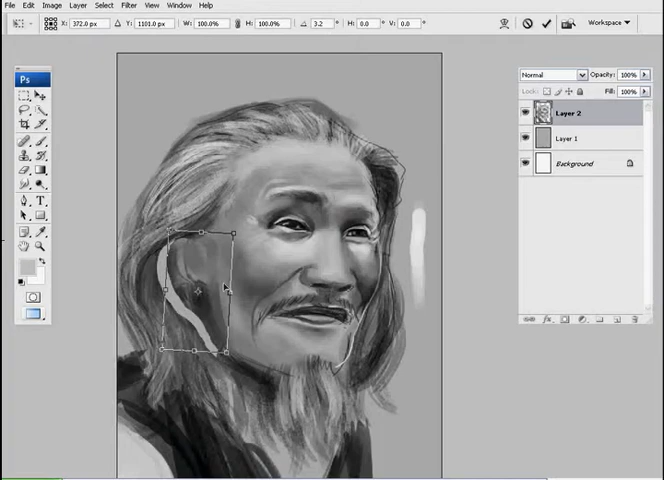 File Edit Image Layer Select Filter View Window Help
X: 372.0 px Y: 1101.0 px W: 100.0% H: 100.0% 3.2 ° H: 0.0 ° V: 0.0 ° Workspace
Ps
Normal Opacity: 100%
Lock: Fill: 100%
Layer 2
Layer 1
Background
T
fx